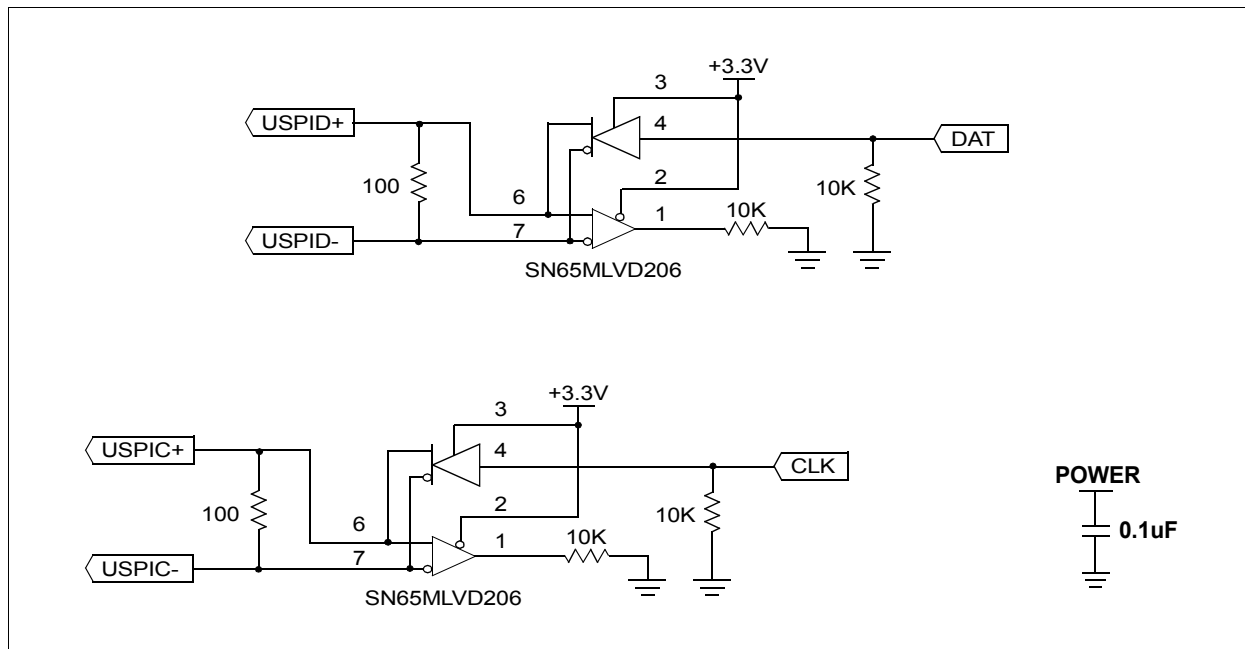 +3.3V
3
USPID+
4
DAT
100
2
10K
6
1
10K
USPID-
7
SN65MLVD206
+3.3V
3
USPIC+
4
CLK
POWER
100
2
10K
0.1uF
6
1
10K
USPIC-
7
SN65MLVD206